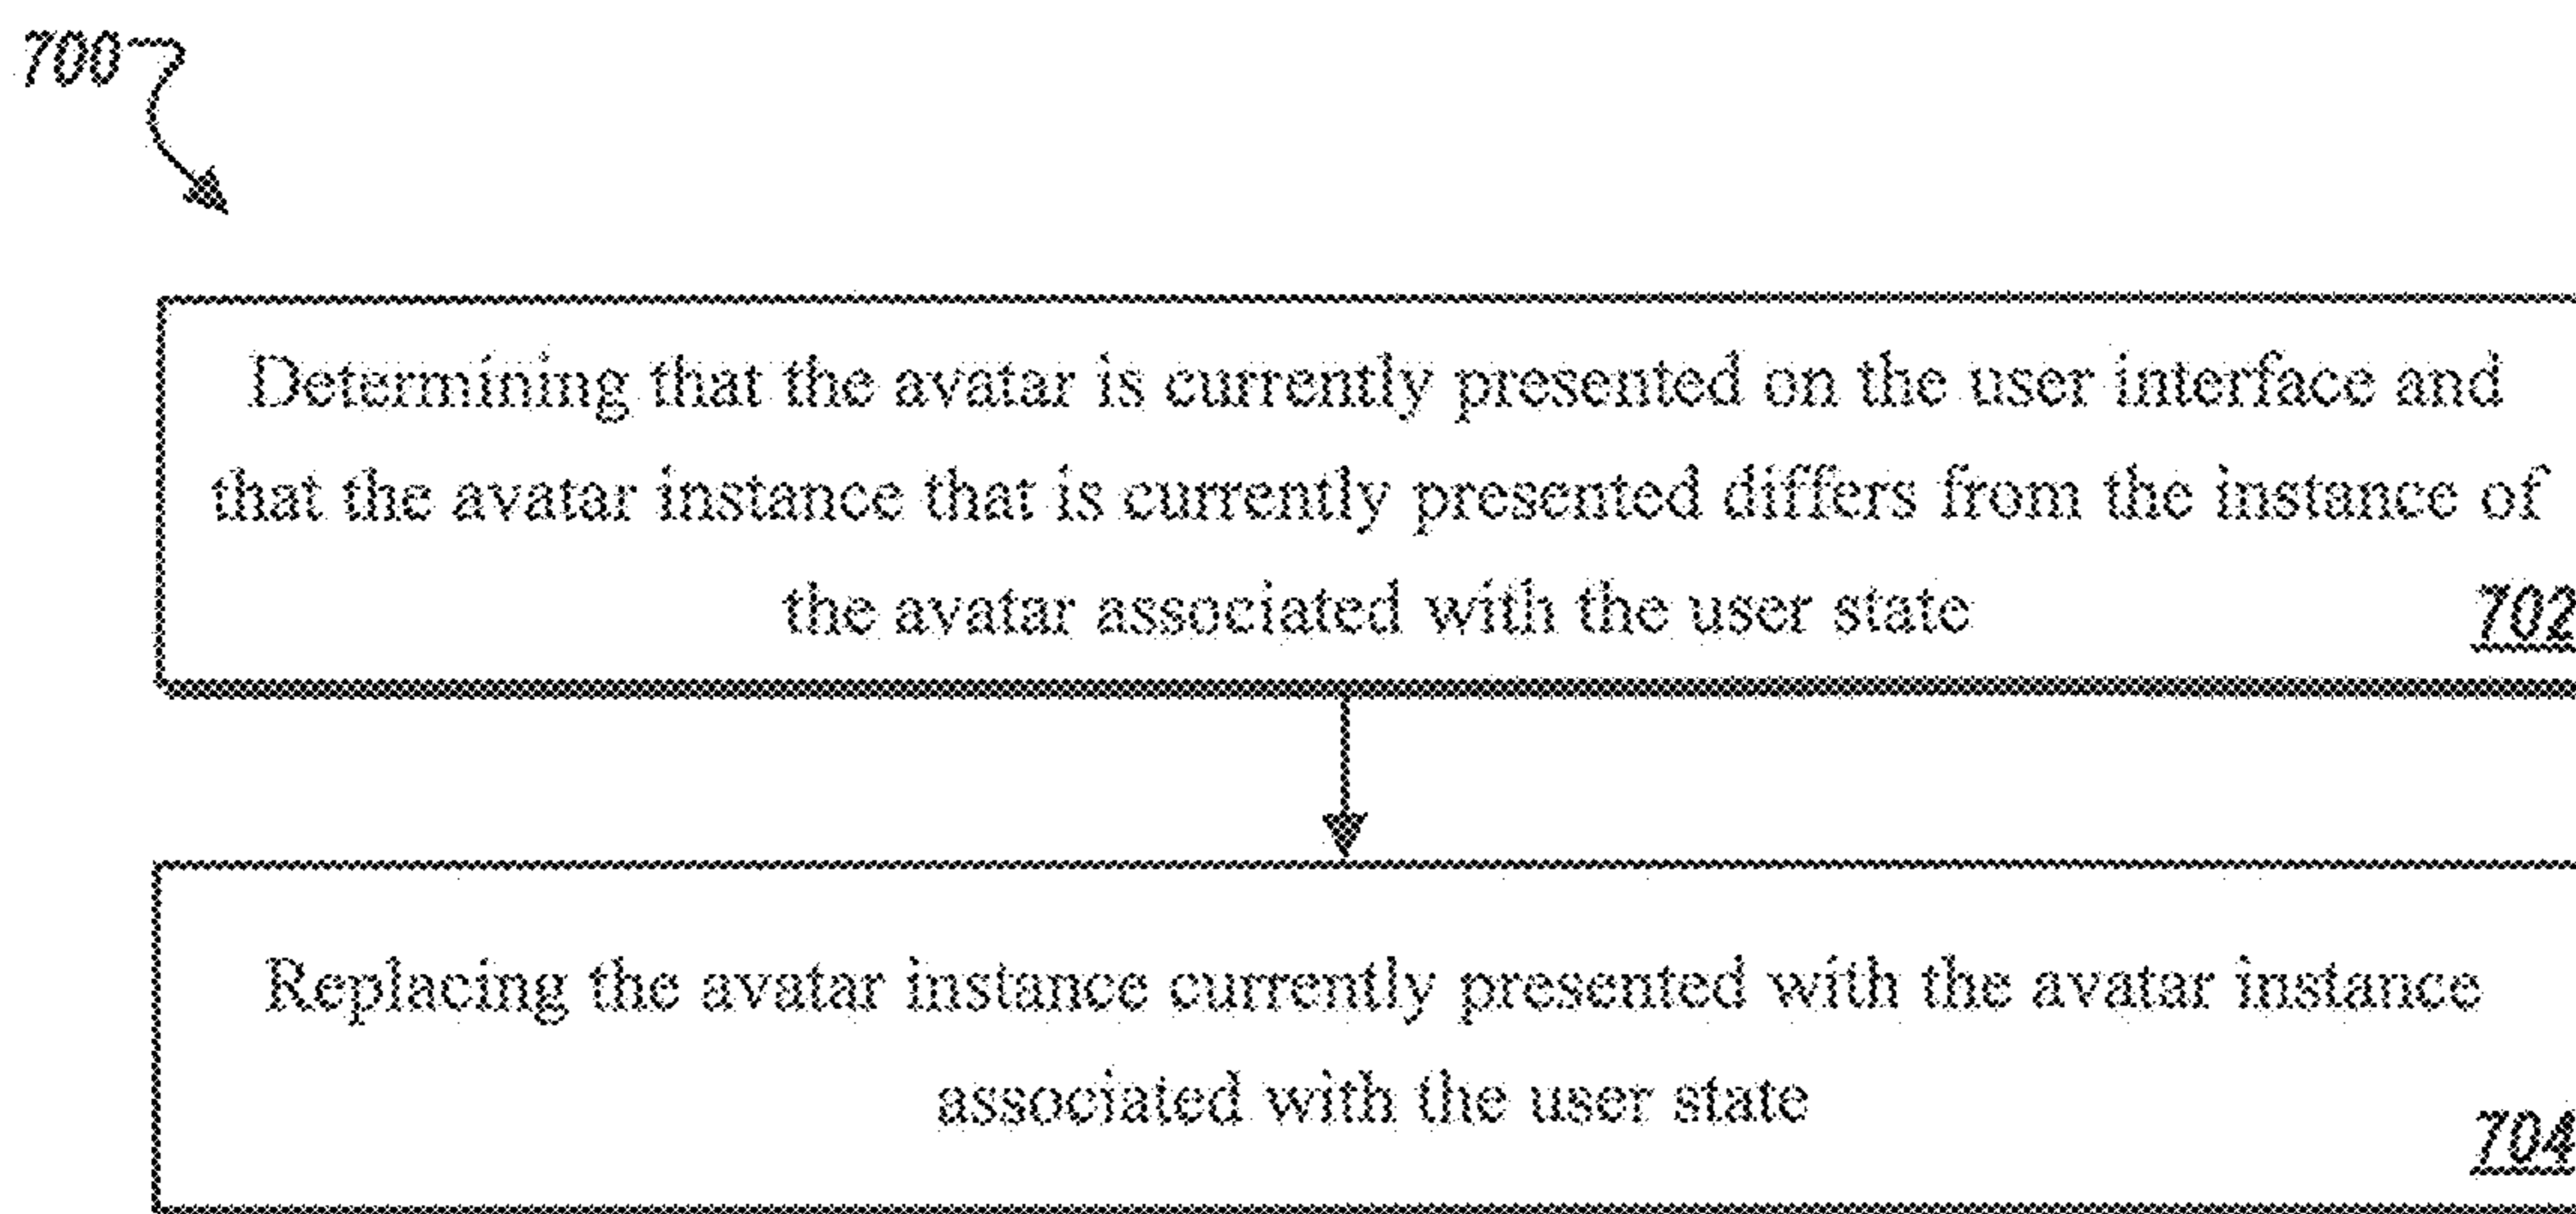 700
Determining that the avatar is currently presented on the user interface and
that the avatar instance that is currently presented differs from the instance of
the avatar associated with the user state
702
Replacing the avatar instance currently presented with the avatar instance
associated with the user state
704